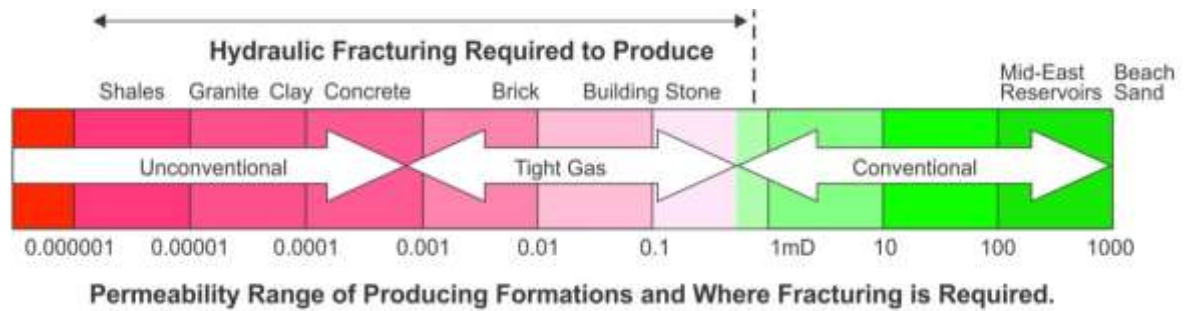 Hydraulic Fracturing Required to Produce
Mid-East Beach
Shales Granite Clay Concrete Brick Building Stone Reservoirs Sand
Unconventional Tight Gas Conventional
0.000001 0.00001 0.0001 0.001 0.01 0.1 1mD 10 100 1000
Permeability Range of Producing Formations and Where Fracturing is Required.